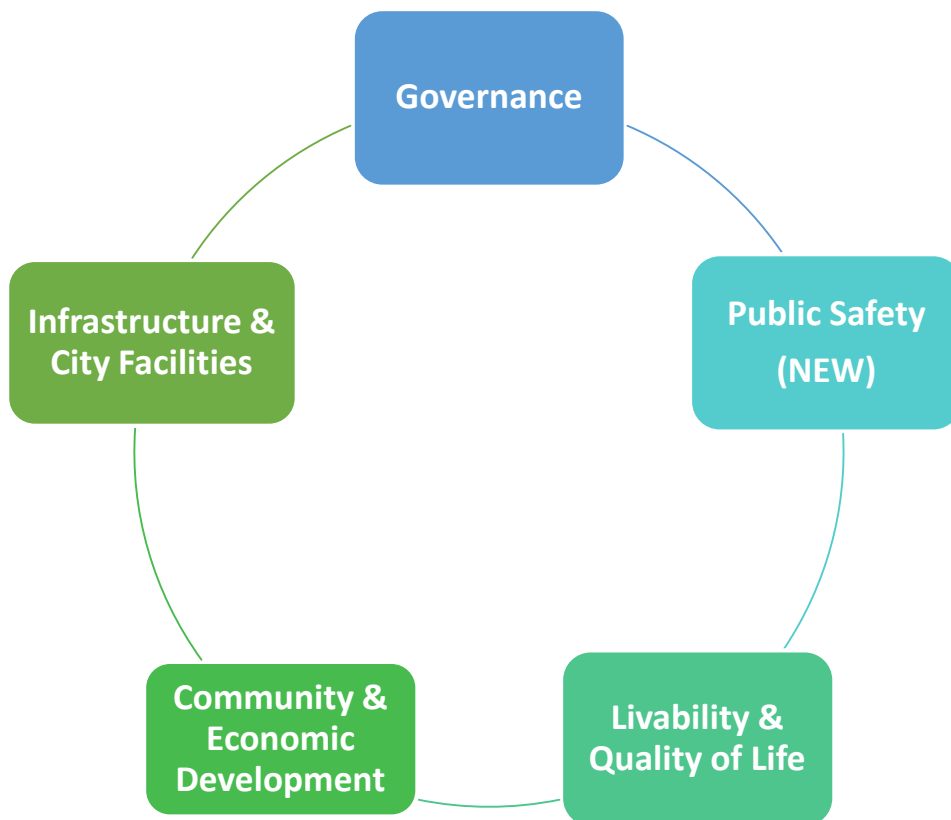 Governance
Public Safety
(NEW)
Livability &
Quality of Life
Community &
Economic
Development
Infrastructure &
City Facilities